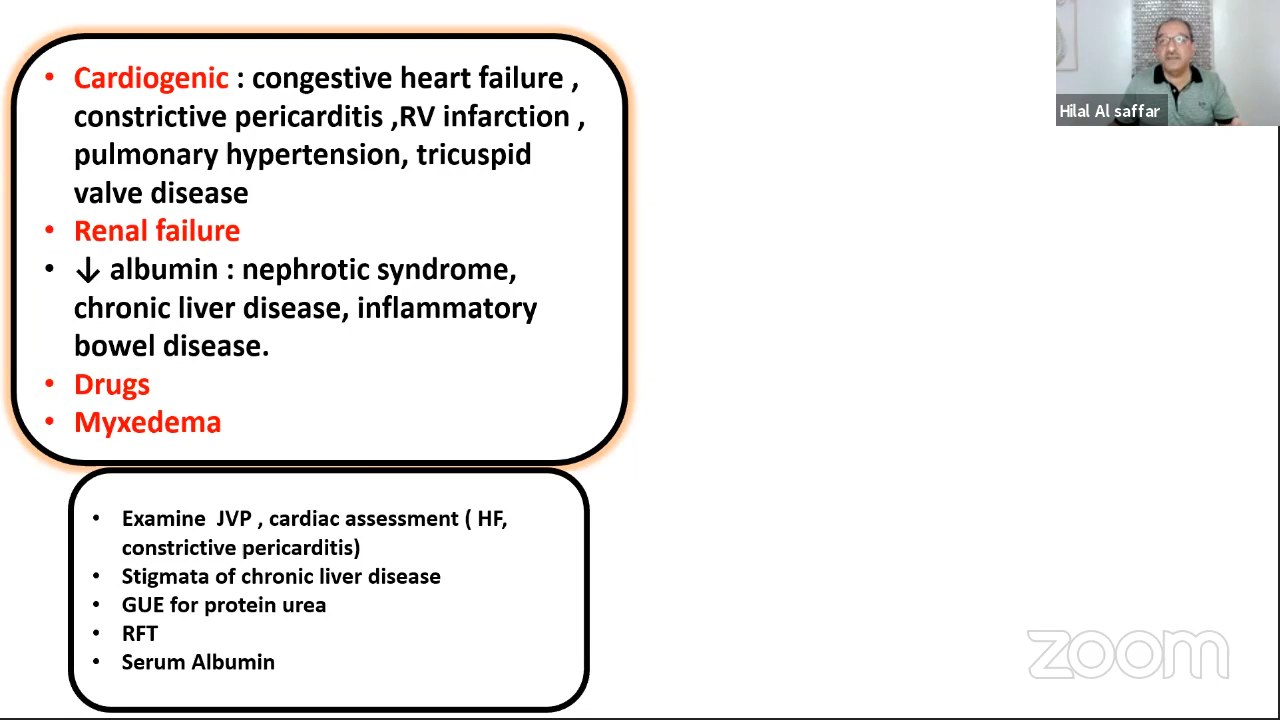 • Cardiogenic : congestive heart failure ,
constrictive pericarditis ,RV infarction ,
pulmonary hypertension, tricuspid
valve disease
• Renal failure
• ↓ albumin : nephrotic syndrome,
chronic liver disease, inflammatory
bowel disease.
• Drugs
• Myxedema
• Examine JVP , cardiac assessment ( HF,
constrictive pericarditis)
• Stigmata of chronic liver disease
• GUE for protein urea
• RFT
• Serum Albumin
Hilal Al saffar
zoom